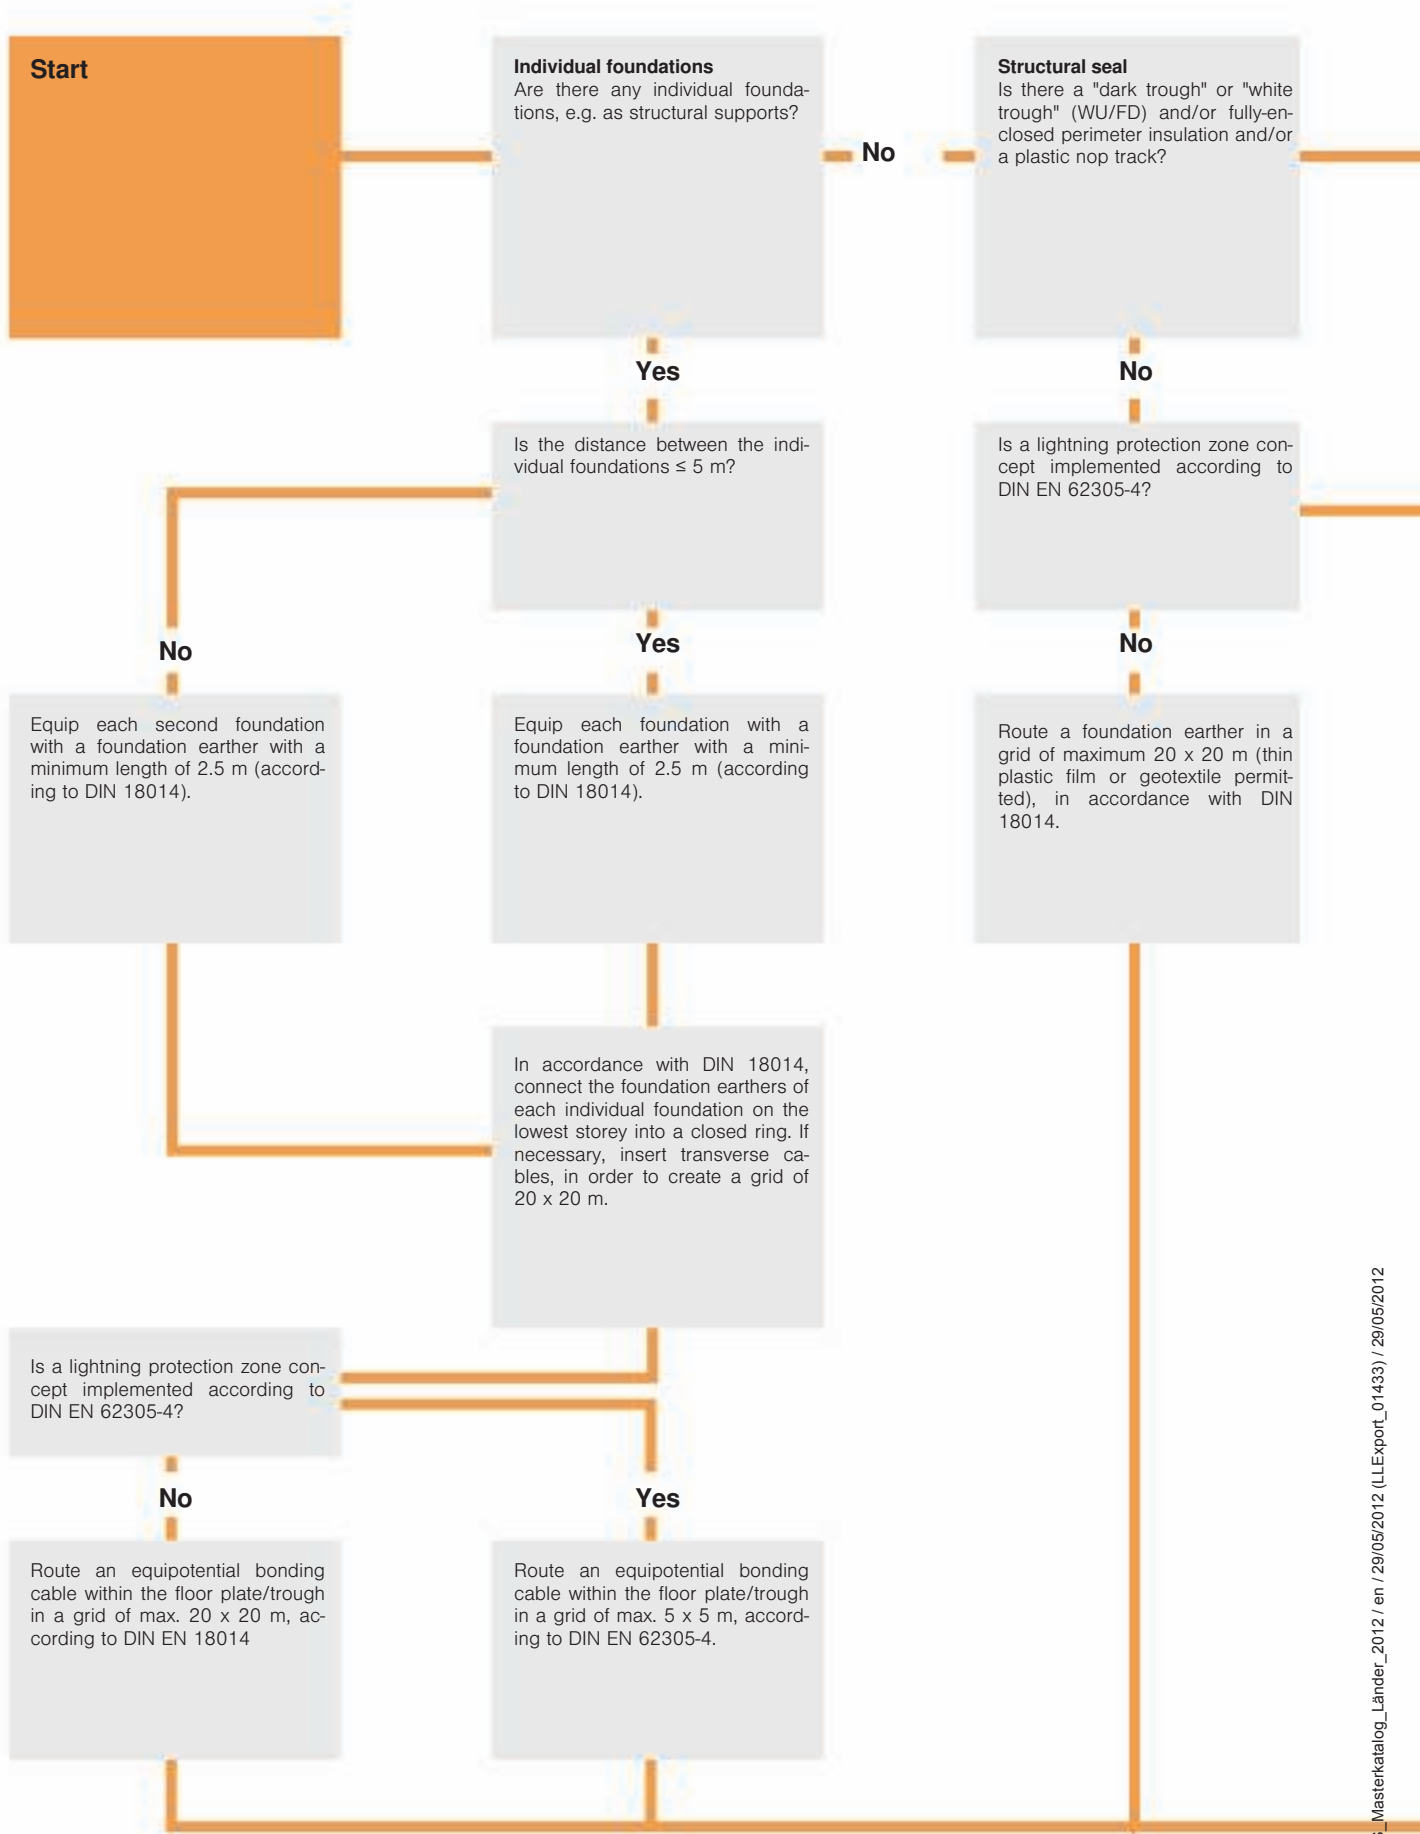 Start
Individual foundations
Are there any individual founda-
tions, e.g. as structural supports?
No
Structural seal
Is there a "dark trough" or "white
trough" (WU/FD) and/or fully-en-
closed perimeter insulation and/or
a plastic nop track?
Yes
No
Is the distance between the indi-
vidual foundations ≤ 5 m?
Is a lightning protection zone con-
cept implemented according to
DIN EN 62305-4?
No
Yes
No
Equip each second foundation
with a foundation earther with a
minimum length of 2.5 m (accord-
ing to DIN 18014).
Equip each foundation with a
foundation earther with a mini-
mum length of 2.5 m (according
to DIN 18014).
Route a foundation earther in a
grid of maximum 20 x 20 m (thin
plastic film or geotextile permit-
ted), in accordance with DIN
18014.
In accordance with DIN 18014,
connect the foundation earthers of
each individual foundation on the
lowest storey into a closed ring. If
necessary, insert transverse ca-
bles, in order to create a grid of
20 x 20 m.
Is a lightning protection zone con-
cept implemented according to
DIN EN 62305-4?
No
Yes
Route an equipotential bonding
cable within the floor plate/trough
in a grid of max. 20 x 20 m, ac-
cording to DIN EN 18014
Route an equipotential bonding
cable within the floor plate/trough
in a grid of max. 5 x 5 m, accord-
ing to DIN EN 62305-4.
_Masterkatalog_Länder_2012 / en / 29/05/2012 (LLExport_01433) / 29/05/2012